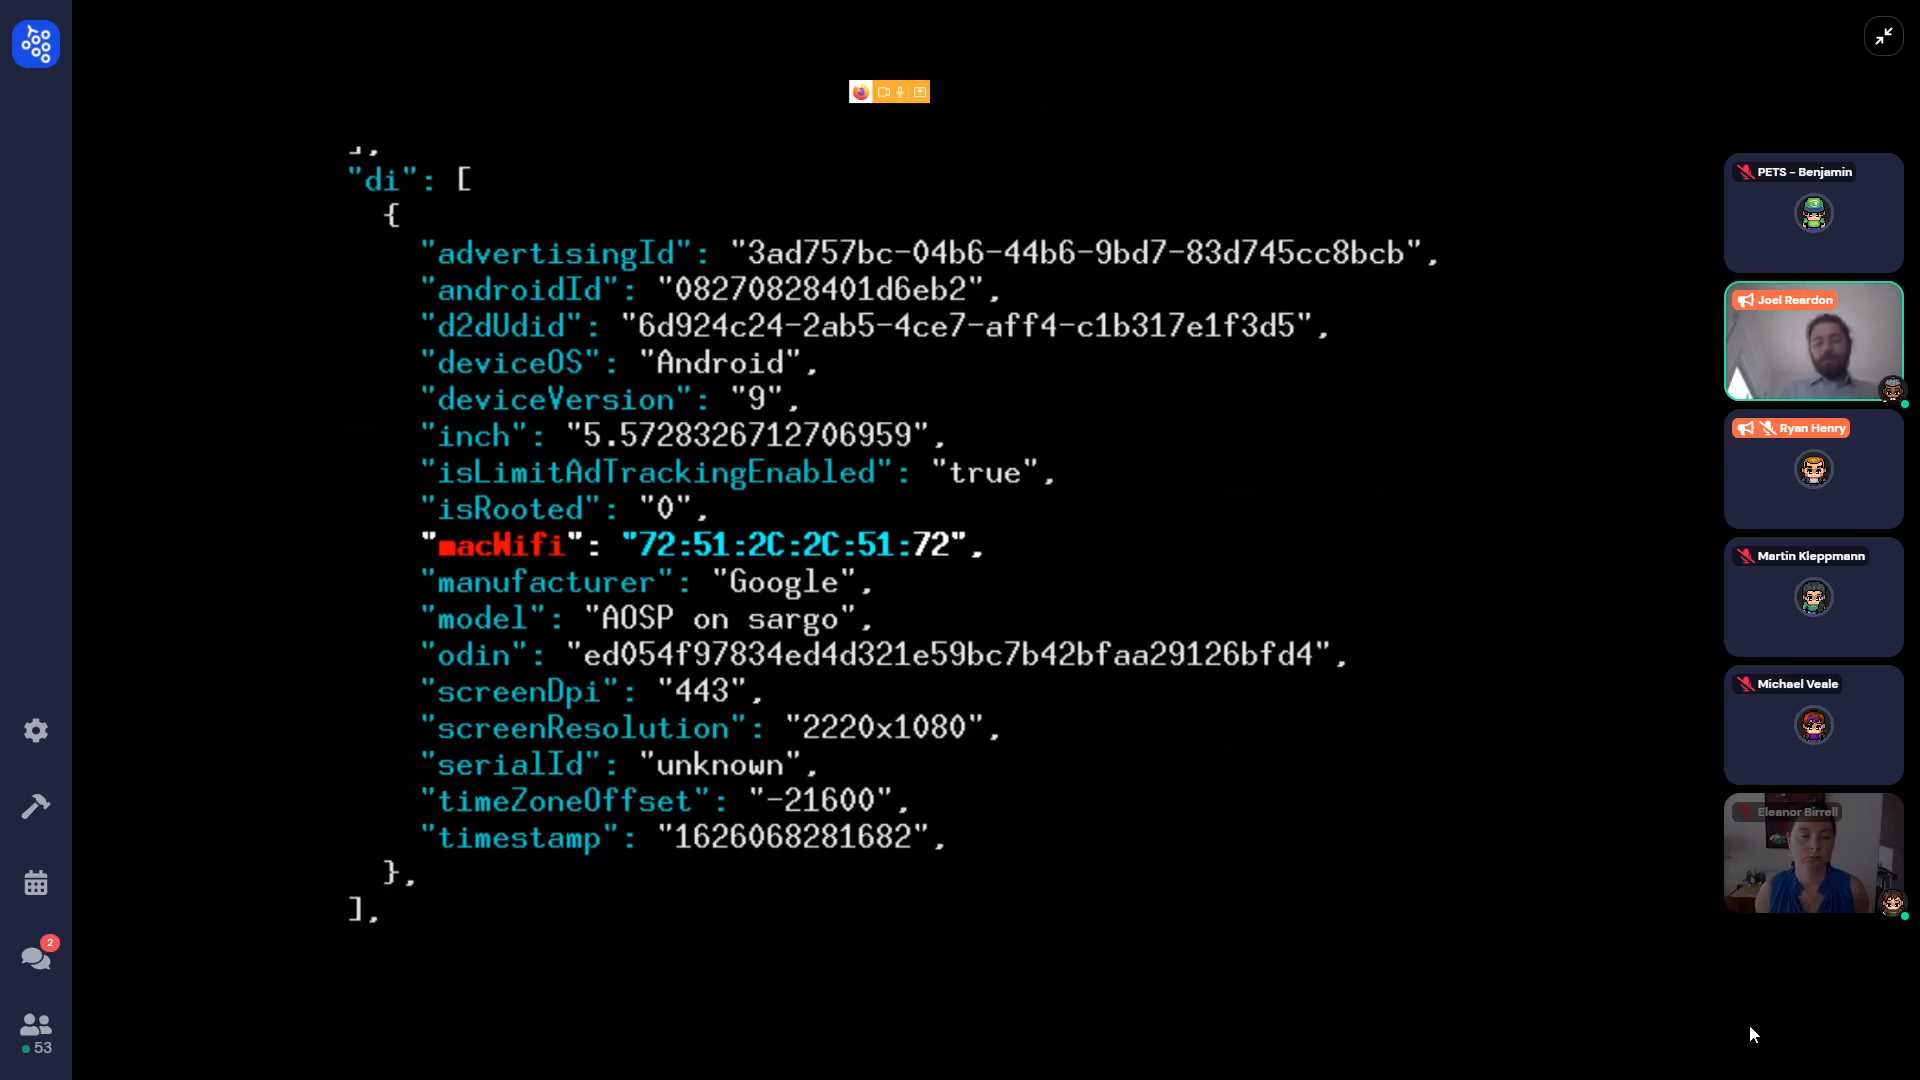 ],
"di": [
{
"advertisingId": "3ad757bc-04b6-44b6-9bd7-83d745cc8bcb",
"androidId": "08270828401d6eb2",
"d2dUdid": "6d924c24-2ab5-4ce7-aff4-c1b317e1f3d5",
"deviceOS": "Android",
"deviceVersion": "9",
"inch": "5.5728326712706959",
"isLimitAdTrackingEnabled": "true",
"isRooted": "0",
"macWifi": "72:51:2C:2C:51:72",
"manufacturer": "Google",
"model": "AOSP on sargo",
"odin": "ed054f97834ed4d321e59bc7b42bfaa29126bfd4",
"screenDpi": "443",
"screenResolution": "2220x1080",
"serialId": "unknown",
"timeZoneOffset": "-21600",
"timestamp": "1626068281682",
},
],
PETS - Benjamin
Joel Reardon
Ryan Henry
Martin Kleppmann
Michael Veale
Eleanor Birrell
2
53